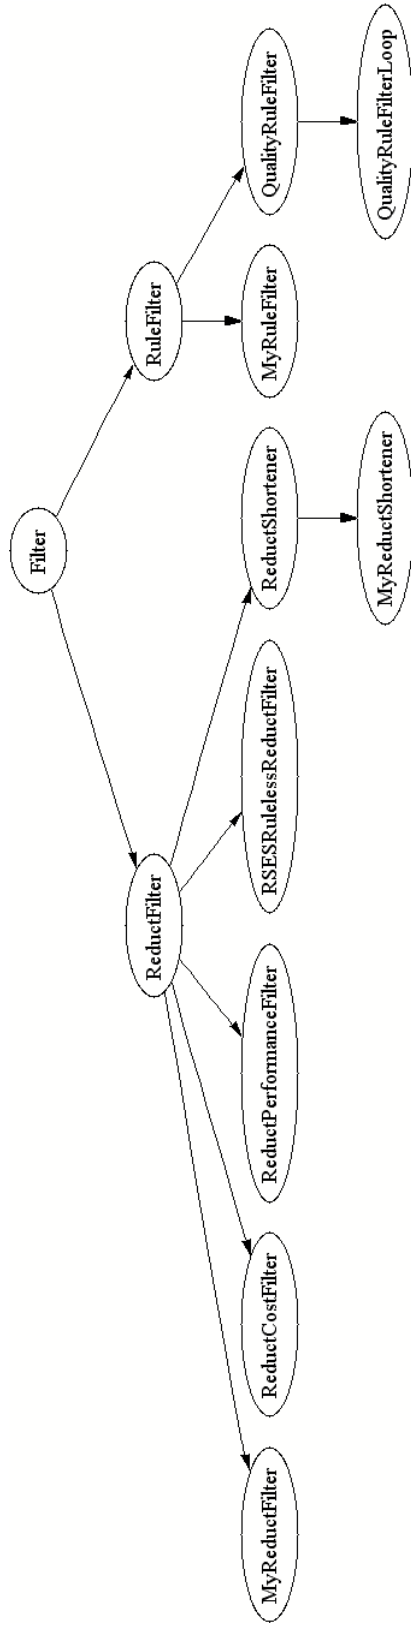 Filter
ReductFilter
RuleFilter
MyReductFilter
ReductCostFilter
ReductPerformanceFilter
RSESRulelessReductFilter
ReductShortener
MyRuleFilter
QualityRuleFilter
MyReductShortener
QualityRuleFilterLoop